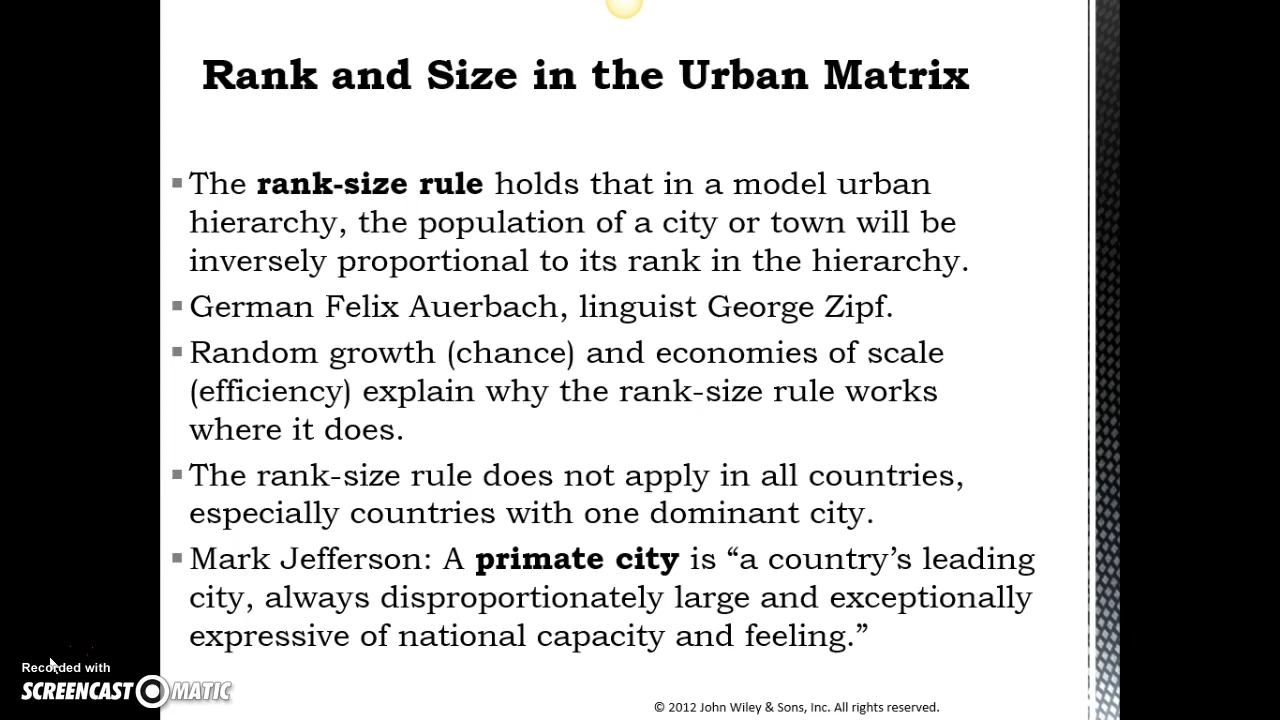 Rank and Size in the Urban Matrix
▪ The rank-size rule holds that in a model urban
hierarchy, the population of a city or town will be
inversely proportional to its rank in the hierarchy.
▪ German Felix Auerbach, linguist George Zipf.
▪ Random growth (chance) and economies of scale
(efficiency) explain why the rank-size rule works
where it does.
▪ The rank-size rule does not apply in all countries,
especially countries with one dominant city.
▪ Mark Jefferson: A primate city is “a country’s leading
city, always disproportionately large and exceptionally
expressive of national capacity and feeling.”
Recorded with
SCREENCAST-O-MATIC
© 2012 John Wiley & Sons, Inc. All rights reserved.